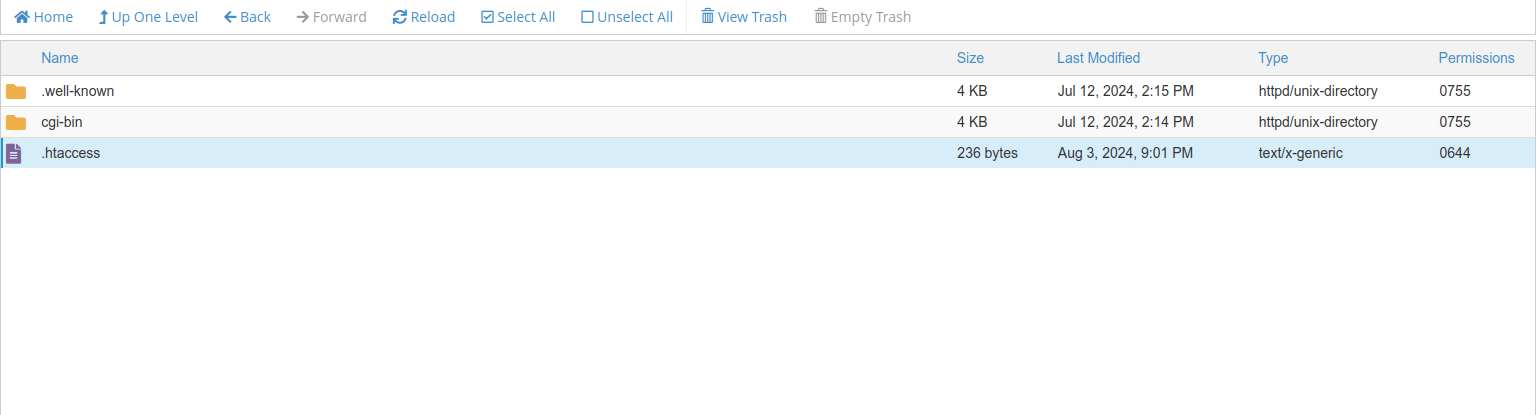 Home Up One Level Back Forward Reload Select All Unselect All View Trash Empty Trash
Name Size Last Modified Type Permissions
.well-known 4 KB Jul 12, 2024, 2:15 PM httpd/unix-directory 0755
cgi-bin 4 KB Jul 12, 2024, 2:14 PM httpd/unix-directory 0755
.htaccess 236 bytes Aug 3, 2024, 9:01 PM text/x-generic 0644